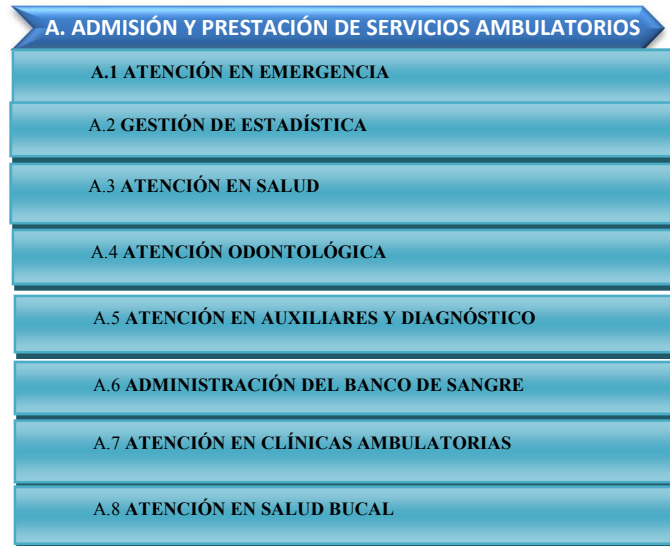 A. ADMISIÓN Y PRESTACIÓN DE SERVICIOS AMBULATORIOS
A.1 ATENCIÓN EN EMERGENCIA
A.2 GESTIÓN DE ESTADÍSTICA
A.3 ATENCIÓN EN SALUD
A.4 ATENCIÓN ODONTOLÓGICA
A.5 ATENCIÓN EN AUXILIARES Y DIAGNÓSTICO
A.6 ADMINISTRACIÓN DEL BANCO DE SANGRE
A.7 ATENCIÓN EN CLÍNICAS AMBULATORIAS
A.8 ATENCIÓN EN SALUD BUCAL